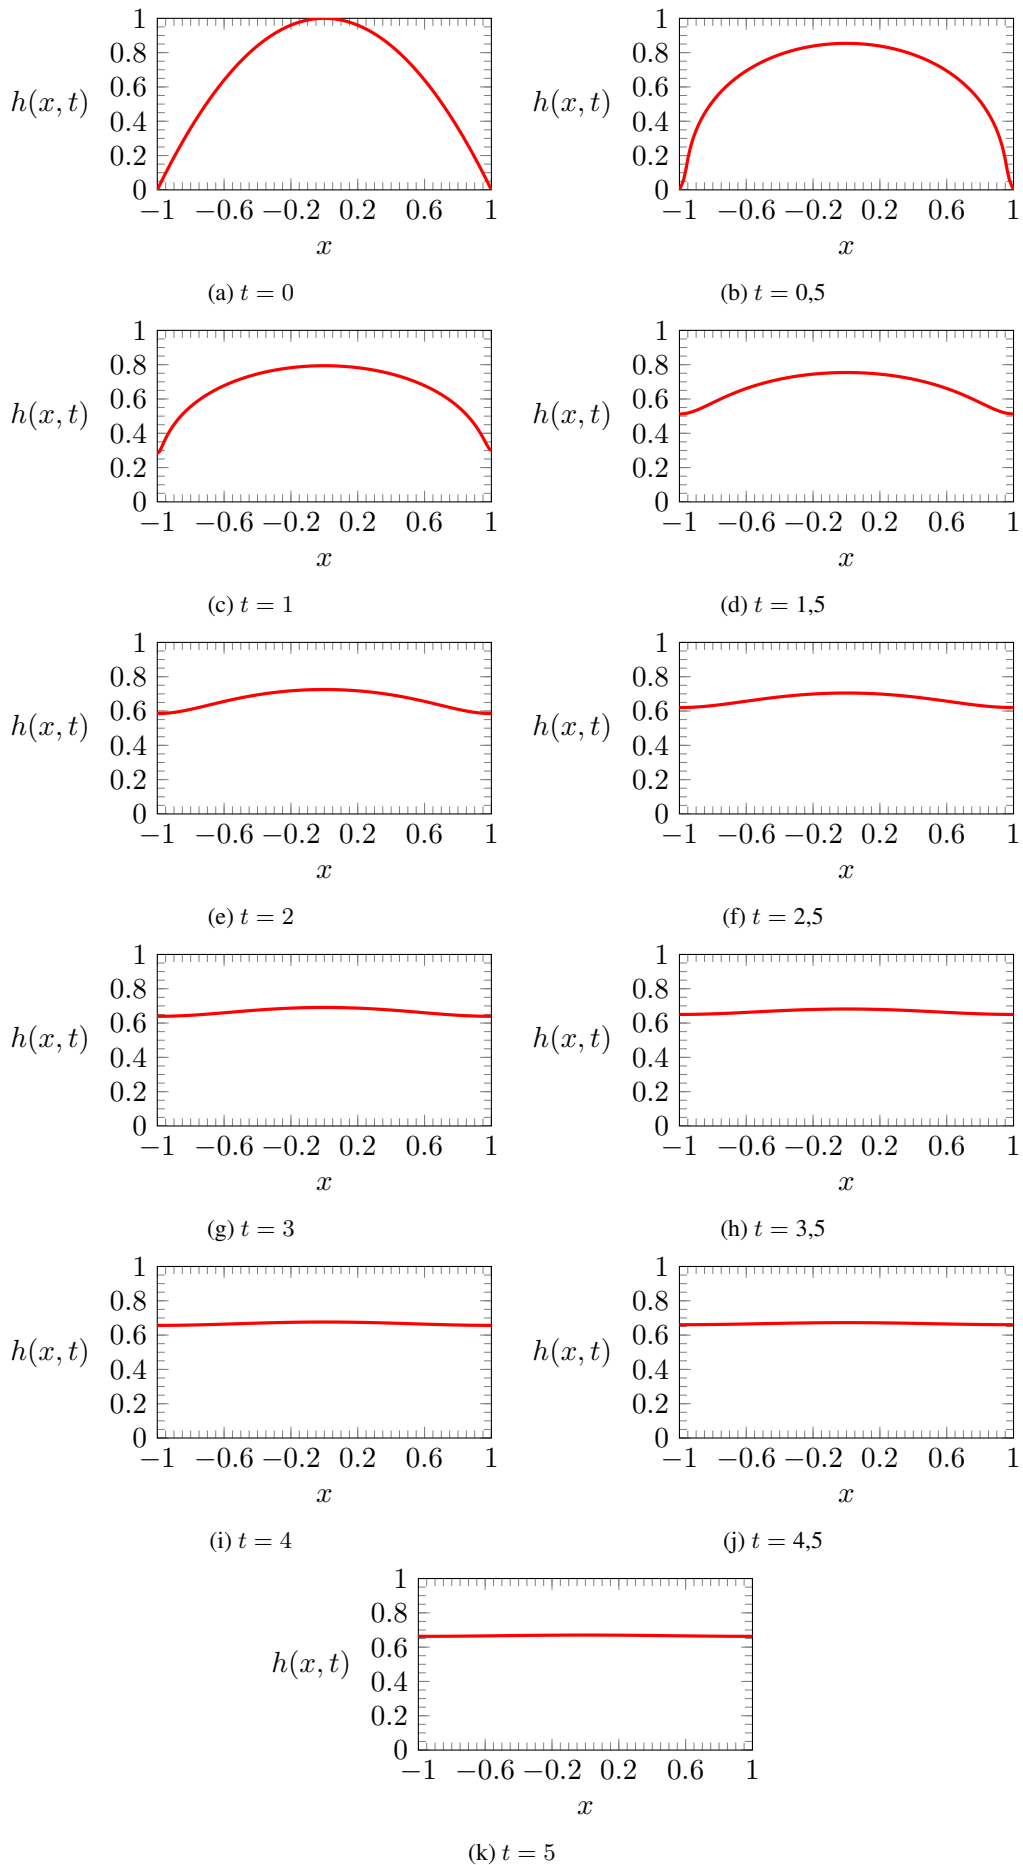 1
0.8
0.6
0.4
0.2
0
h(x, t)
−1 −0.6 −0.2 0.2 0.6 1
x
(a) t = 0
1
0.8
0.6
0.4
0.2
0
h(x, t)
−1 −0.6 −0.2 0.2 0.6 1
x
(b) t = 0,5
1
0.8
0.6
0.4
0.2
0
h(x, t)
−1 −0.6 −0.2 0.2 0.6 1
x
(c) t = 1
1
0.8
0.6
0.4
0.2
0
h(x, t)
−1 −0.6 −0.2 0.2 0.6 1
x
(d) t = 1,5
1
0.8
0.6
0.4
0.2
0
h(x, t)
−1 −0.6 −0.2 0.2 0.6 1
x
(e) t = 2
1
0.8
0.6
0.4
0.2
0
h(x, t)
−1 −0.6 −0.2 0.2 0.6 1
x
(f) t = 2,5
1
0.8
0.6
0.4
0.2
0
h(x, t)
−1 −0.6 −0.2 0.2 0.6 1
x
(g) t = 3
1
0.8
0.6
0.4
0.2
0
h(x, t)
−1 −0.6 −0.2 0.2 0.6 1
x
(h) t = 3,5
1
0.8
0.6
0.4
0.2
0
h(x, t)
−1 −0.6 −0.2 0.2 0.6 1
x
(i) t = 4
1
0.8
0.6
0.4
0.2
0
h(x, t)
−1 −0.6 −0.2 0.2 0.6 1
x
(j) t = 4,5
1
0.8
0.6
0.4
0.2
0
h(x, t)
−1 −0.6 −0.2 0.2 0.6 1
x
(k) t = 5